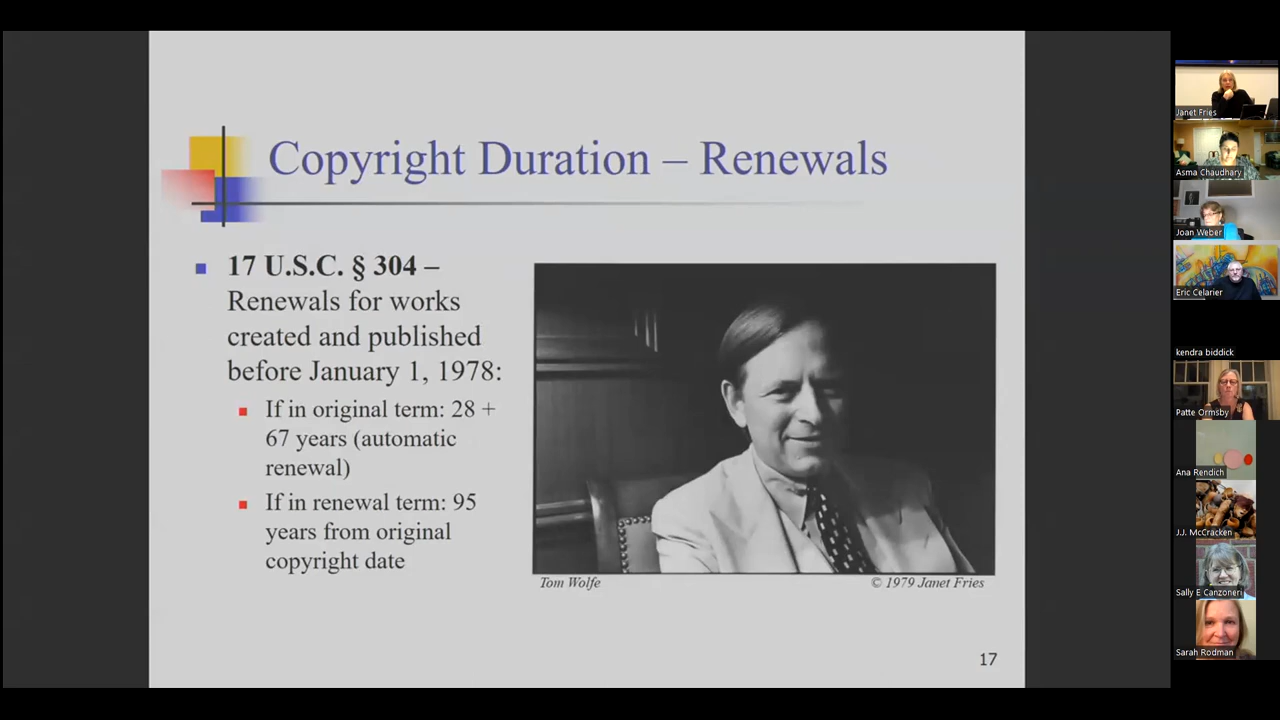 Copyright Duration – Renewals
17 U.S.C. § 304 –
Renewals for works
created and published
before January 1, 1978:
If in original term: 28 +
67 years (automatic
renewal)
If in renewal term: 95
years from original
copyright date
Tom Wolfe
© 1979 Janet Fries
17
Janet Fries
Asma Chaudhary
Joan Weber
Eric Celarier
kendra biddick
Patte Ormsby
Ana Rendich
J.J. McCracken
Sally E Canzoneri
Sarah Rodman